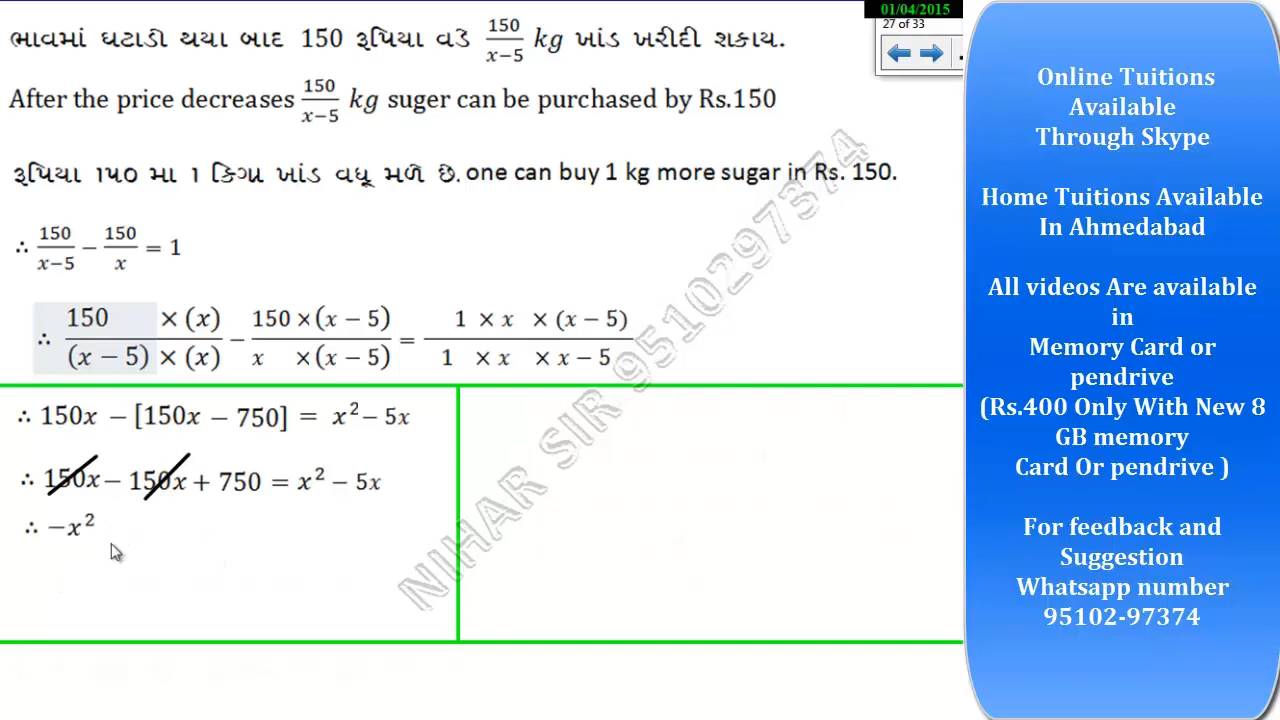 01/04/2015
27 of 33
ભાવમાં ઘટાડો થયા બાદ 150 રૂપિયા વડે 150/(x−5) kg ખાંડ ખરીદી શકાય.
After the price decreases 150/(x−5) kg suger can be purchased by Rs.150
રૂપિયા ૧૫૦ મા ૧ કિગ્રા ખાંડ વધૂ મળે છે. one can buy 1 kg more sugar in Rs. 150.
∴ 150/(x−5) − 150/x = 1
∴ (150 × (x))/((x − 5) × (x)) − (150 × (x − 5))/(x × (x − 5)) = (1 × x × (x − 5))/(1 × x × x − 5)
∴ 150x − [150x − 750] = x² − 5x
∴ 150x − 150x + 750 = x² − 5x
∴ −x²
NIHAR SIR 9510297374
Online Tuitions
Available
Through Skype
Home Tuitions Available
In Ahmedabad
All videos Are available
in
Memory Card or
pendrive
(Rs.400 Only With New 8
GB memory
Card Or pendrive )
For feedback and
Suggestion
Whatsapp number
95102-97374